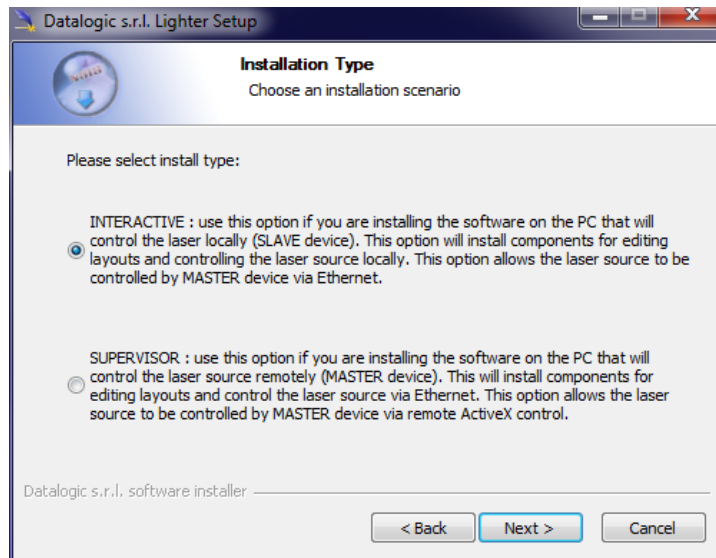 Datalogic s.r.l. Lighter Setup
Installation Type
Choose an installation scenario
Please select install type:
INTERACTIVE : use this option if you are installing the software on the PC that will
control the laser locally (SLAVE device). This option will install components for editing
layouts and controlling the laser source locally. This option allows the laser source to be
controlled by MASTER device via Ethernet.
SUPERVISOR : use this option if you are installing the software on the PC that will
control the laser source remotely (MASTER device). This will install components for
editing layouts and control the laser source via Ethernet. This option allows the laser
source to be controlled by MASTER device via remote ActiveX control.
Datalogic s.r.l. software installer
< Back Next > Cancel